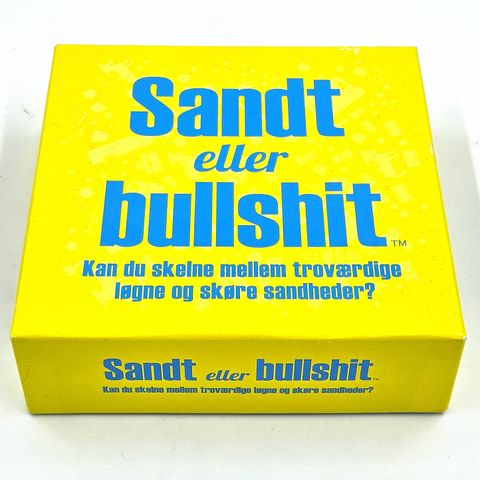 Sandt
eller
bullshit™
Kan du skelne mellem troværdige
løgne og skøre sandheder?
Sandt eller bullshit™
Kan du skelne mellem troværdige løgne og skøre sandheder?